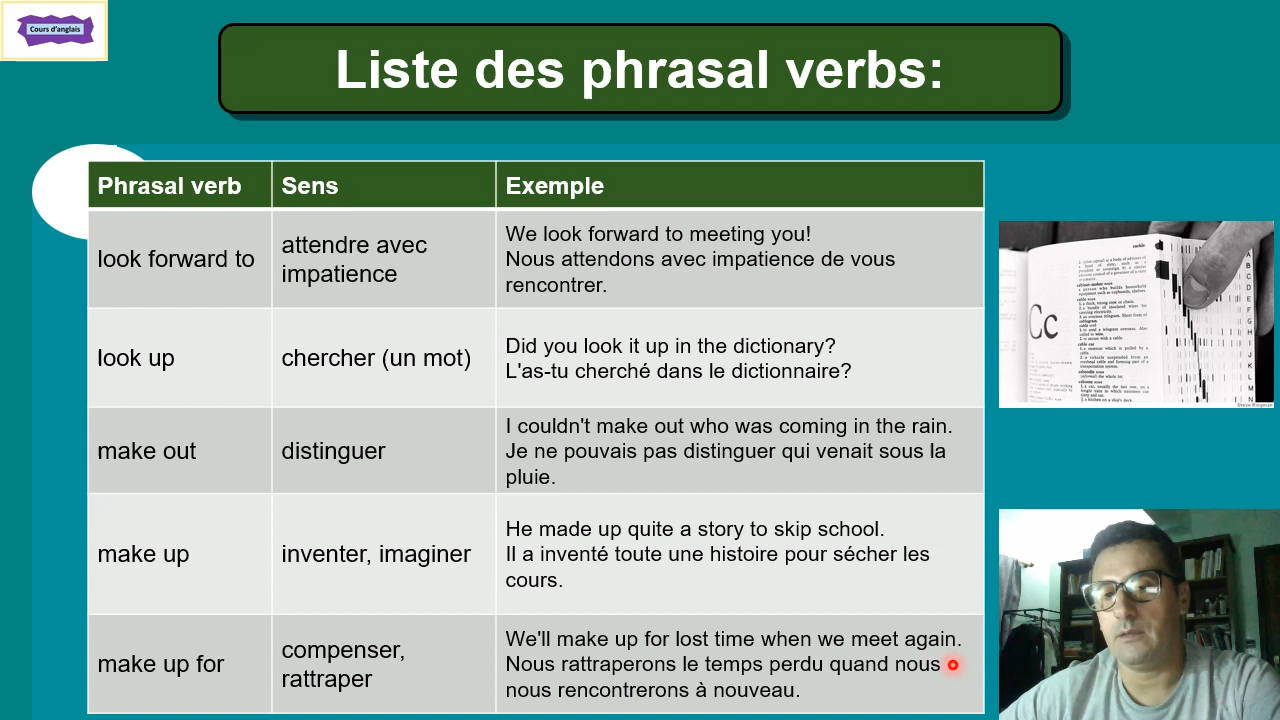 Cours d'anglais
Liste des phrasal verbs:
Phrasal verb
Sens
Exemple
look forward to
attendre avec
impatience
We look forward to meeting you!
Nous attendons avec impatience de vous
rencontrer.
look up
chercher (un mot)
Did you look it up in the dictionary?
L'as-tu cherché dans le dictionnaire?
make out
distinguer
I couldn't make out who was coming in the rain.
Je ne pouvais pas distinguer qui venait sous la
pluie.
make up
inventer, imaginer
He made up quite a story to skip school.
Il a inventé toute une histoire pour sécher les
cours.
make up for
compenser,
rattraper
We'll make up for lost time when we meet again.
Nous rattraperons le temps perdu quand nous
nous rencontrerons à nouveau.
Cc
A
B
C
D
E
F
G
H
J
K
L
M
N